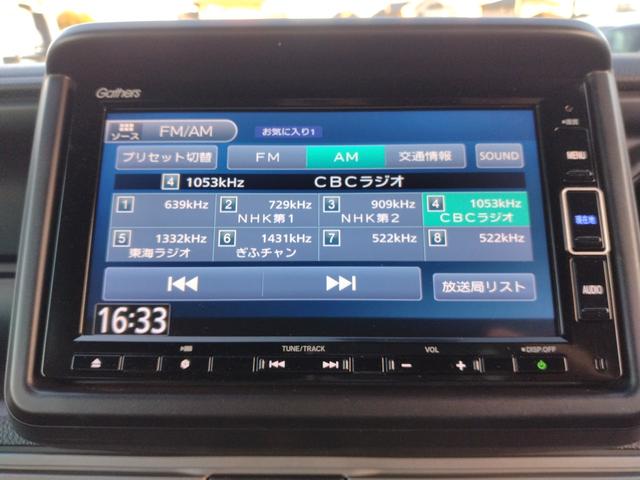 Gathers
ソース FM/AM お気に入り1
プリセット切替 FM AM 交通情報 SOUND
4 1053kHz CBCラジオ
1 639kHz 2 729kHz 3 909kHz 4 1053kHz
NHK第1 NHK第2 CBCラジオ
5 1332kHz 6 1431kHz 7 522kHz 8 522kHz
東海ラジオ ぎふチャン
放送局リスト
16:33
MENU
現在地
AUDIO
TUNE/TRACK VOL DISP.OFF